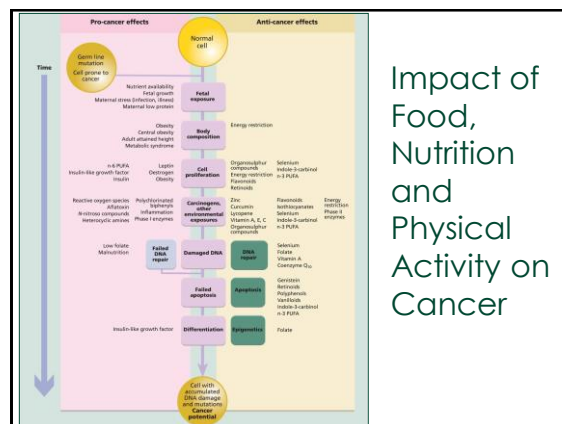 Pro-cancer effects
Anti-cancer effects
Normal
cell
Time
Germ line
mutation
Cell prone to
cancer
Nutrient availability
Fetal growth
Maternal stress (infection, illness)
Maternal low protein
Fetal
exposure
Obesity
Central obesity
Adult attained height
Metabolic syndrome
Body
composition
Energy restriction
n-6 PUFA
Insulin-like growth factor
Insulin
Leptin
Oestrogen
Obesity
Cell
proliferation
Organosulphur
compounds
Energy restriction
Flavonoids
Retinoids
Selenium
Indole-3-carbinol
n-3 PUFA
Reactive oxygen species
Aflatoxin
N-nitroso compounds
Heterocyclic amines
Polychlorinated
biphenyls
Inflammation
Phase I enzymes
Carcinogens,
other
environmental
exposures
Zinc
Curcumin
Lycopene
Vitamin A, E, C
Organosulphur
compounds
Flavonoids
Isothiocyanates
Selenium
Indole-3-carbinol
n-3 PUFA
Energy
restriction
Phase II
enzymes
Low folate
Malnutrition
Failed
DNA
repair
Damaged DNA
DNA
repair
Selenium
Folate
Vitamin A
Coenzyme Q10
Failed
apoptosis
Apoptosis
Genistein
Retinoids
Polyphenols
Vanilloids
Indole-3-carbinol
n-3 PUFA
Insulin-like growth factor
Differentiation
Epigenetics
Folate
Cell with
accumulated
DNA damage
and mutations
Cancer
potential
Impact of
Food,
Nutrition
and
Physical
Activity on
Cancer